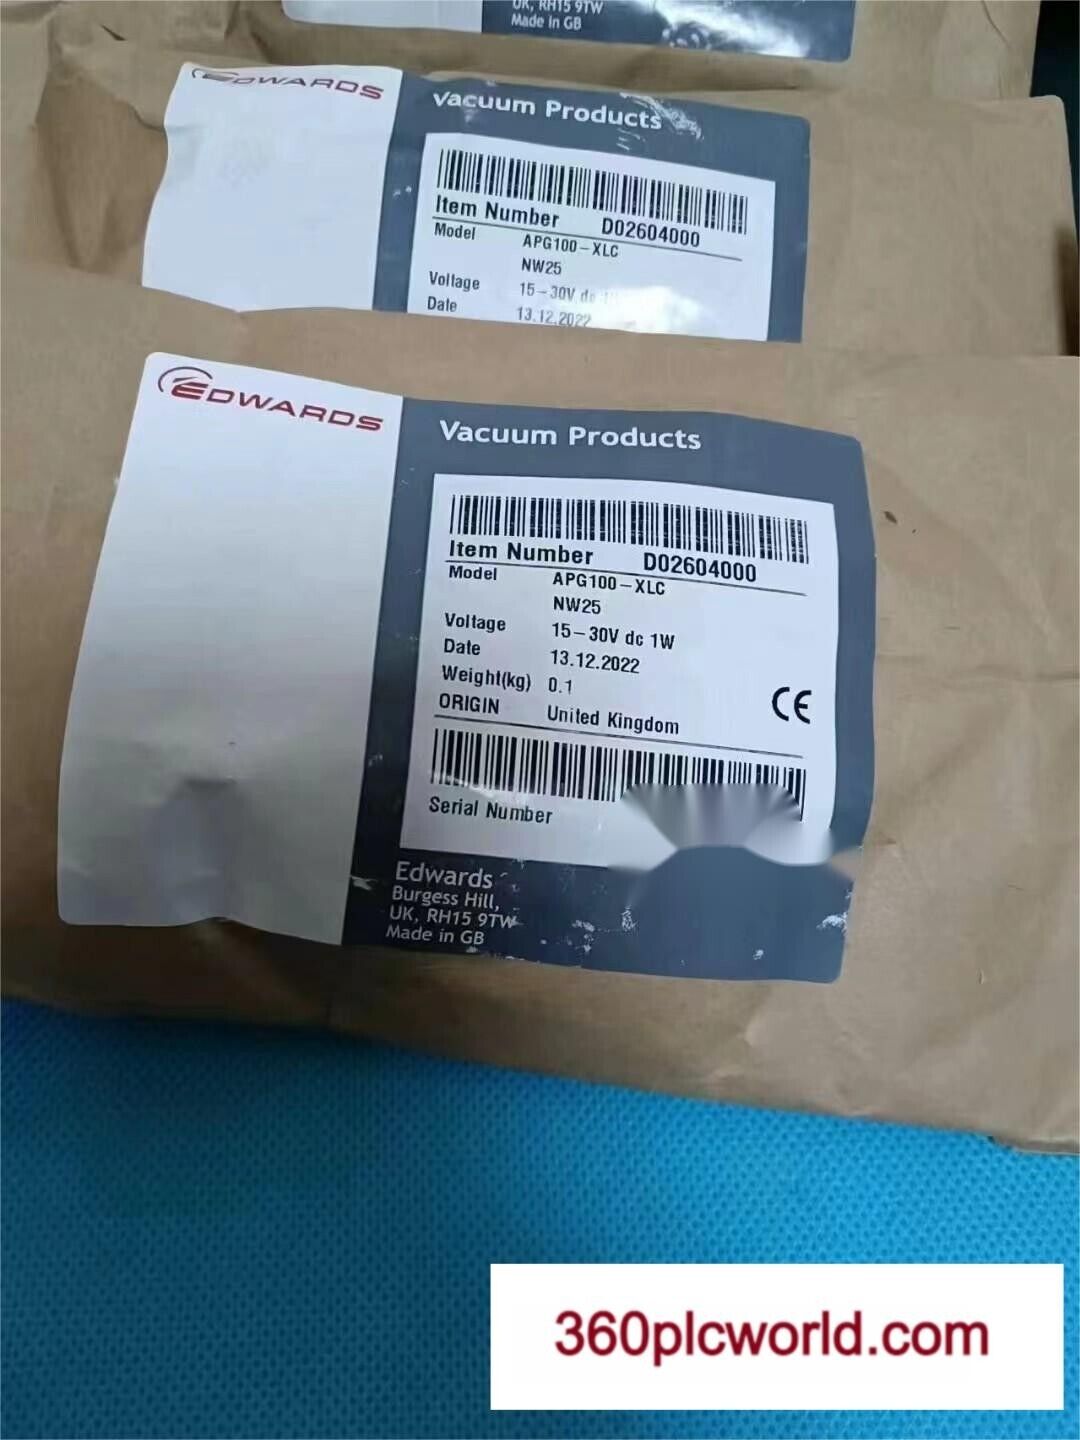 UK, RH15 9TW
Made in GB
EDWARDS
Vacuum Products
Item Number D02604000
Model APG100-XLC
NW25
Voltage 15-30V dc
Date 13.12.2022
EDWARDS
Vacuum Products
Item Number D02604000
Model APG100-XLC
NW25
Voltage 15-30V dc 1W
Date 13.12.2022
Weight(kg) 0.1
ORIGIN United Kingdom
CE
Serial Number
Edwards
Burgess Hill,
UK, RH15 9TW
Made in GB
360plcworld.com